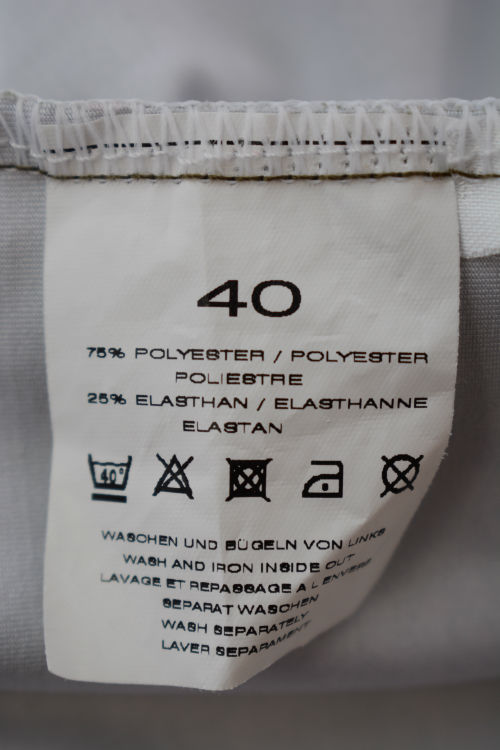 40
75% POLYESTER / POLYESTER
POLIESTRE
25% ELASTHAN / ELASTHANNE
ELASTAN
40°
WASCHEN UND BÜGELN VON LINKS
WASH AND IRON INSIDE OUT
LAVAGE ET REPASSAGE A L ENVERS
SEPARAT WASCHEN
WASH SEPARATELY
LAVER SEPARAMENT